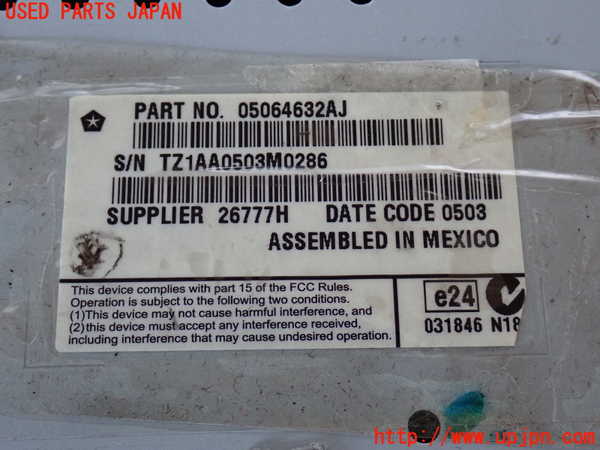 USED PARTS JAPAN
PART NO. 05064632AJ
S/N TZ1AA0503M0286
SUPPLIER 26777H DATE CODE 0503
ASSEMBLED IN MEXICO
This device complies with part 15 of the FCC Rules.
Operation is subject to the following two conditions.
(1)This device may not cause harmful interference, and
(2)this device must accept any interference received,
including interference that may cause undesired operation.
e24
031846 N18
http://www.upjpn.com